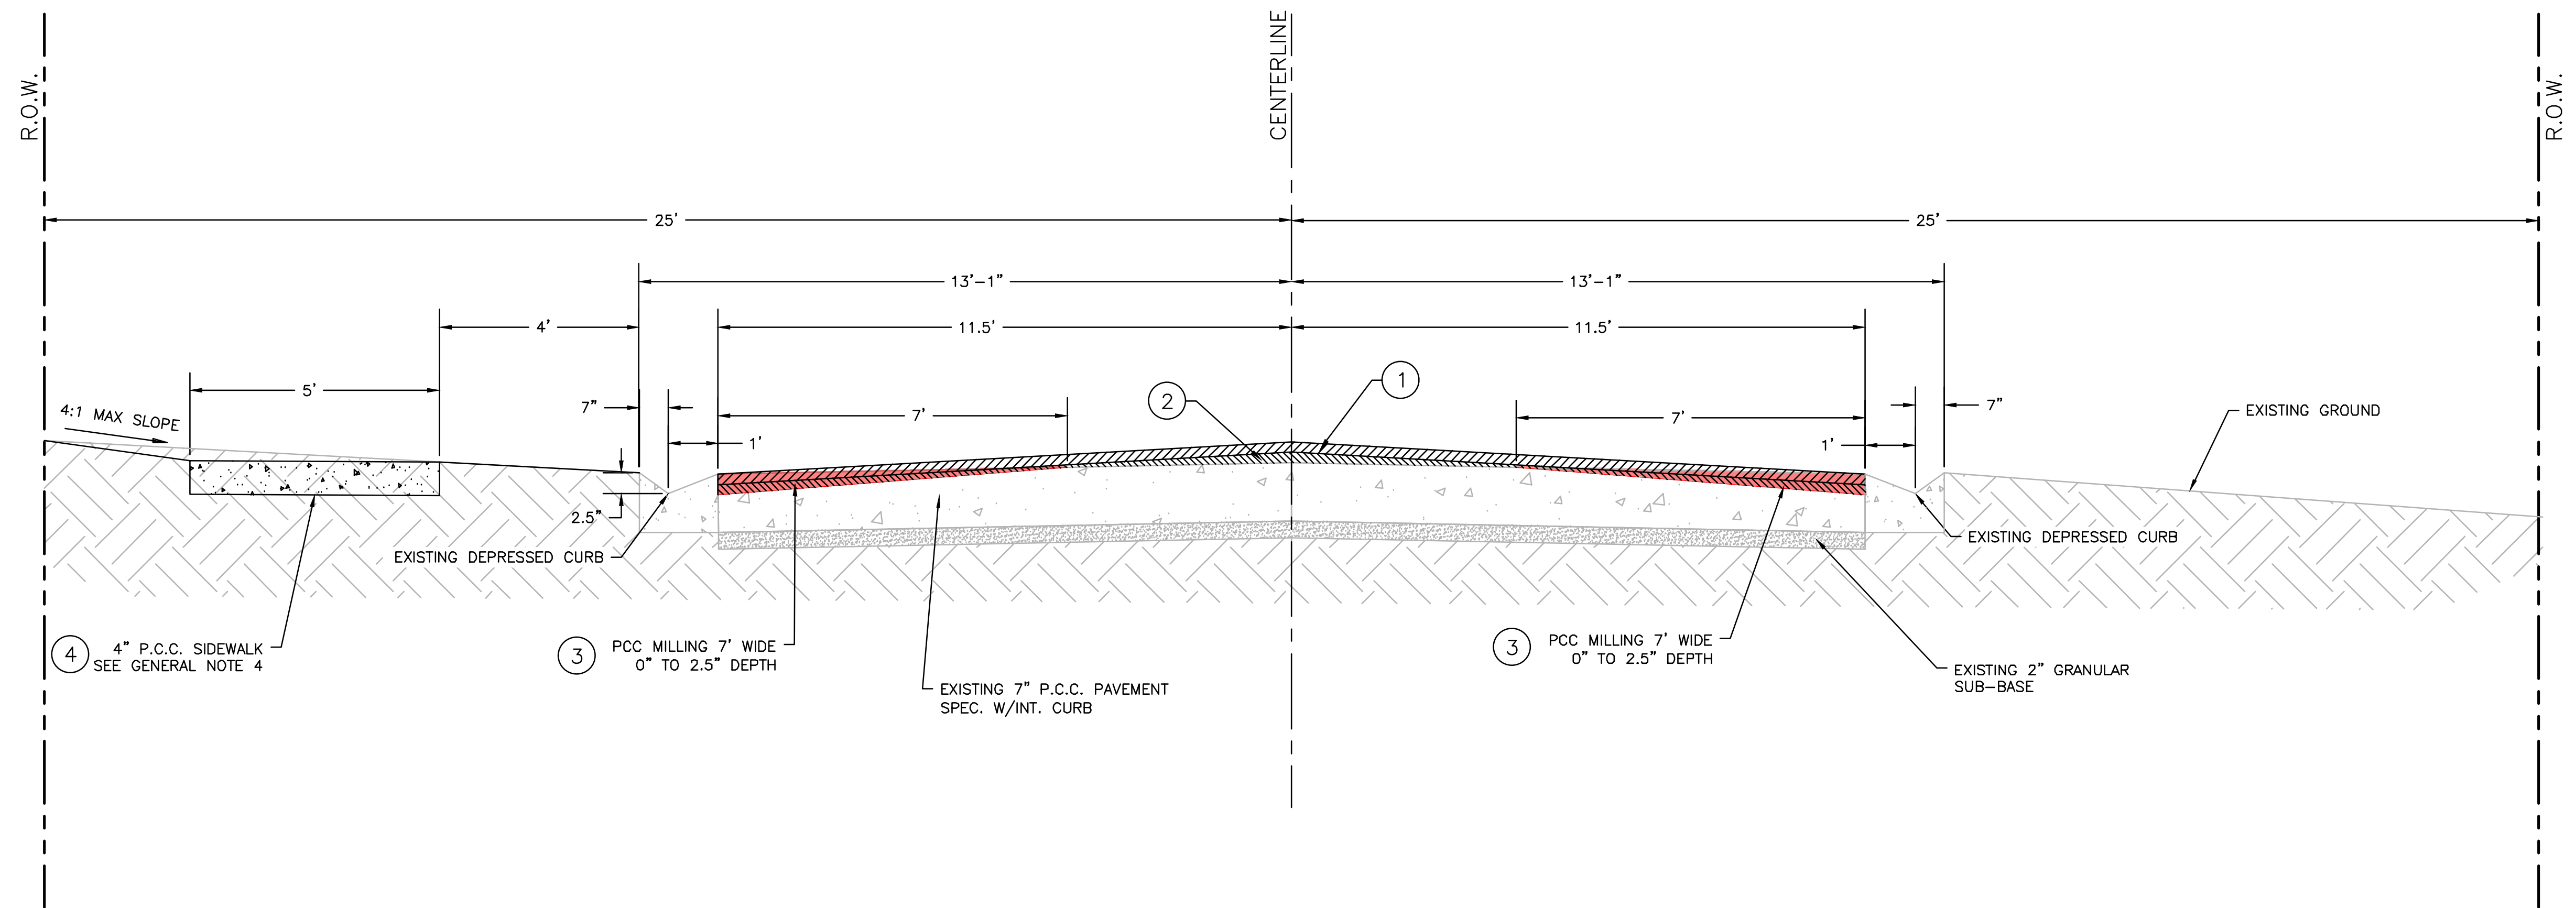 R.O.W.
CENTERLINE
R.O.W.
25'
25'
13'-1"
13'-1"
4'
11.5'
11.5'
5'
7"
7'
7'
7"
1'
1'
4:1 MAX SLOPE
2
1
EXISTING GROUND
2.5"
EXISTING DEPRESSED CURB
EXISTING DEPRESSED CURB
4
4" P.C.C. SIDEWALK
SEE GENERAL NOTE 4
3
PCC MILLING 7' WIDE
0" TO 2.5" DEPTH
EXISTING 7" P.C.C. PAVEMENT
SPEC. W/INT. CURB
3
PCC MILLING 7' WIDE
0" TO 2.5" DEPTH
EXISTING 2" GRANULAR
SUB-BASE